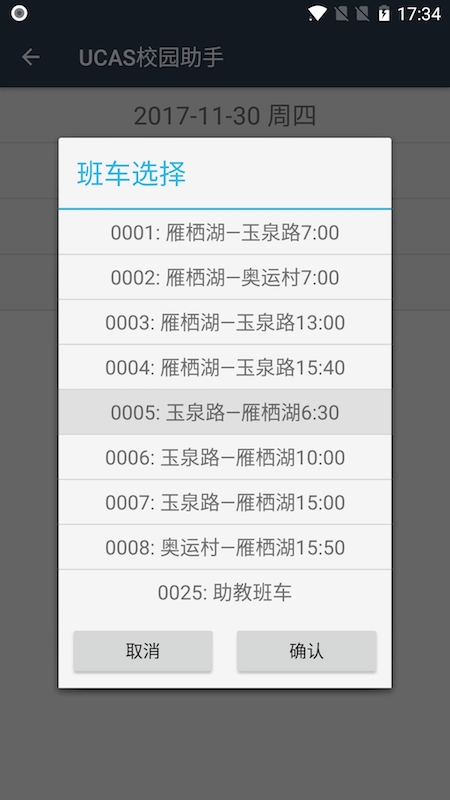 17:34
UCAS校园助手
2017-11-30 周四
班车选择
0001: 雁栖湖—玉泉路7:00
0002: 雁栖湖—奥运村7:00
0003: 雁栖湖—玉泉路13:00
0004: 雁栖湖—玉泉路15:40
0005: 玉泉路—雁栖湖6:30
0006: 玉泉路—雁栖湖10:00
0007: 玉泉路—雁栖湖15:00
0008: 奥运村—雁栖湖15:50
0025: 助教班车
取消 确认